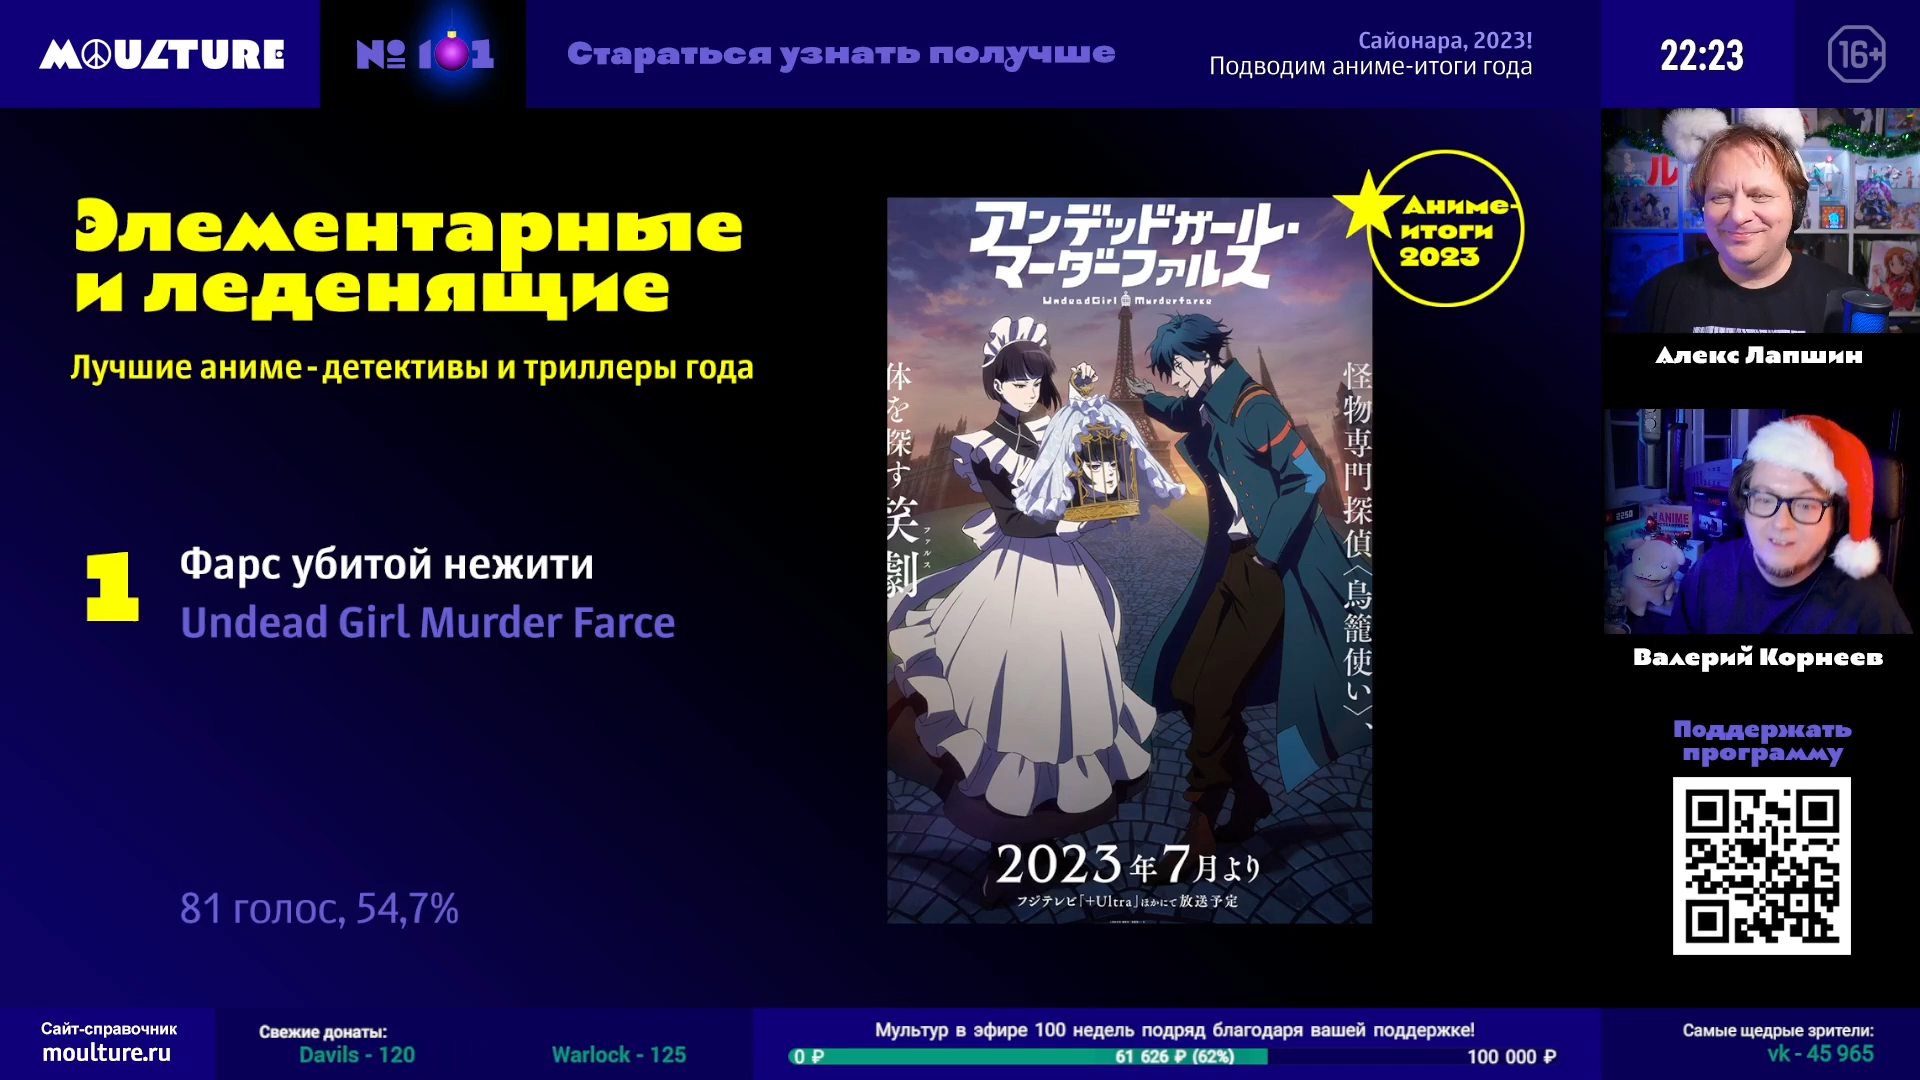 MOULTURE
№ 101
Стараться узнать получше
Сайонара, 2023!
Подводим аниме-итоги года
22:23
16+
Элементарные
и леденящие
Лучшие аниме-детективы и триллеры года
1
Фарс убитой нежити
Undead Girl Murder Farce
81 голос, 54,7%
Аниме-
итоги
2023
アンデッドガール・
マーダーファルス
UndeadGirl Murderfarce
体を探す笑劇
ファルス
怪物専門探偵〈鳥籠使い〉、
2023年7月より
フジテレビ「+Ultra」ほかにて放送予定
ル
Алекс Лапшин
ANIME
Валерий Корнеев
Поддержать
программу
Сайт-справочник
moulture.ru
Свежие донаты:
Davils - 120
Warlock - 125
Мультур в эфире 100 недель подряд благодаря вашей поддержке!
0 ₽
61 626 ₽ (62%)
100 000 ₽
Самые щедрые зрители:
vk - 45 965